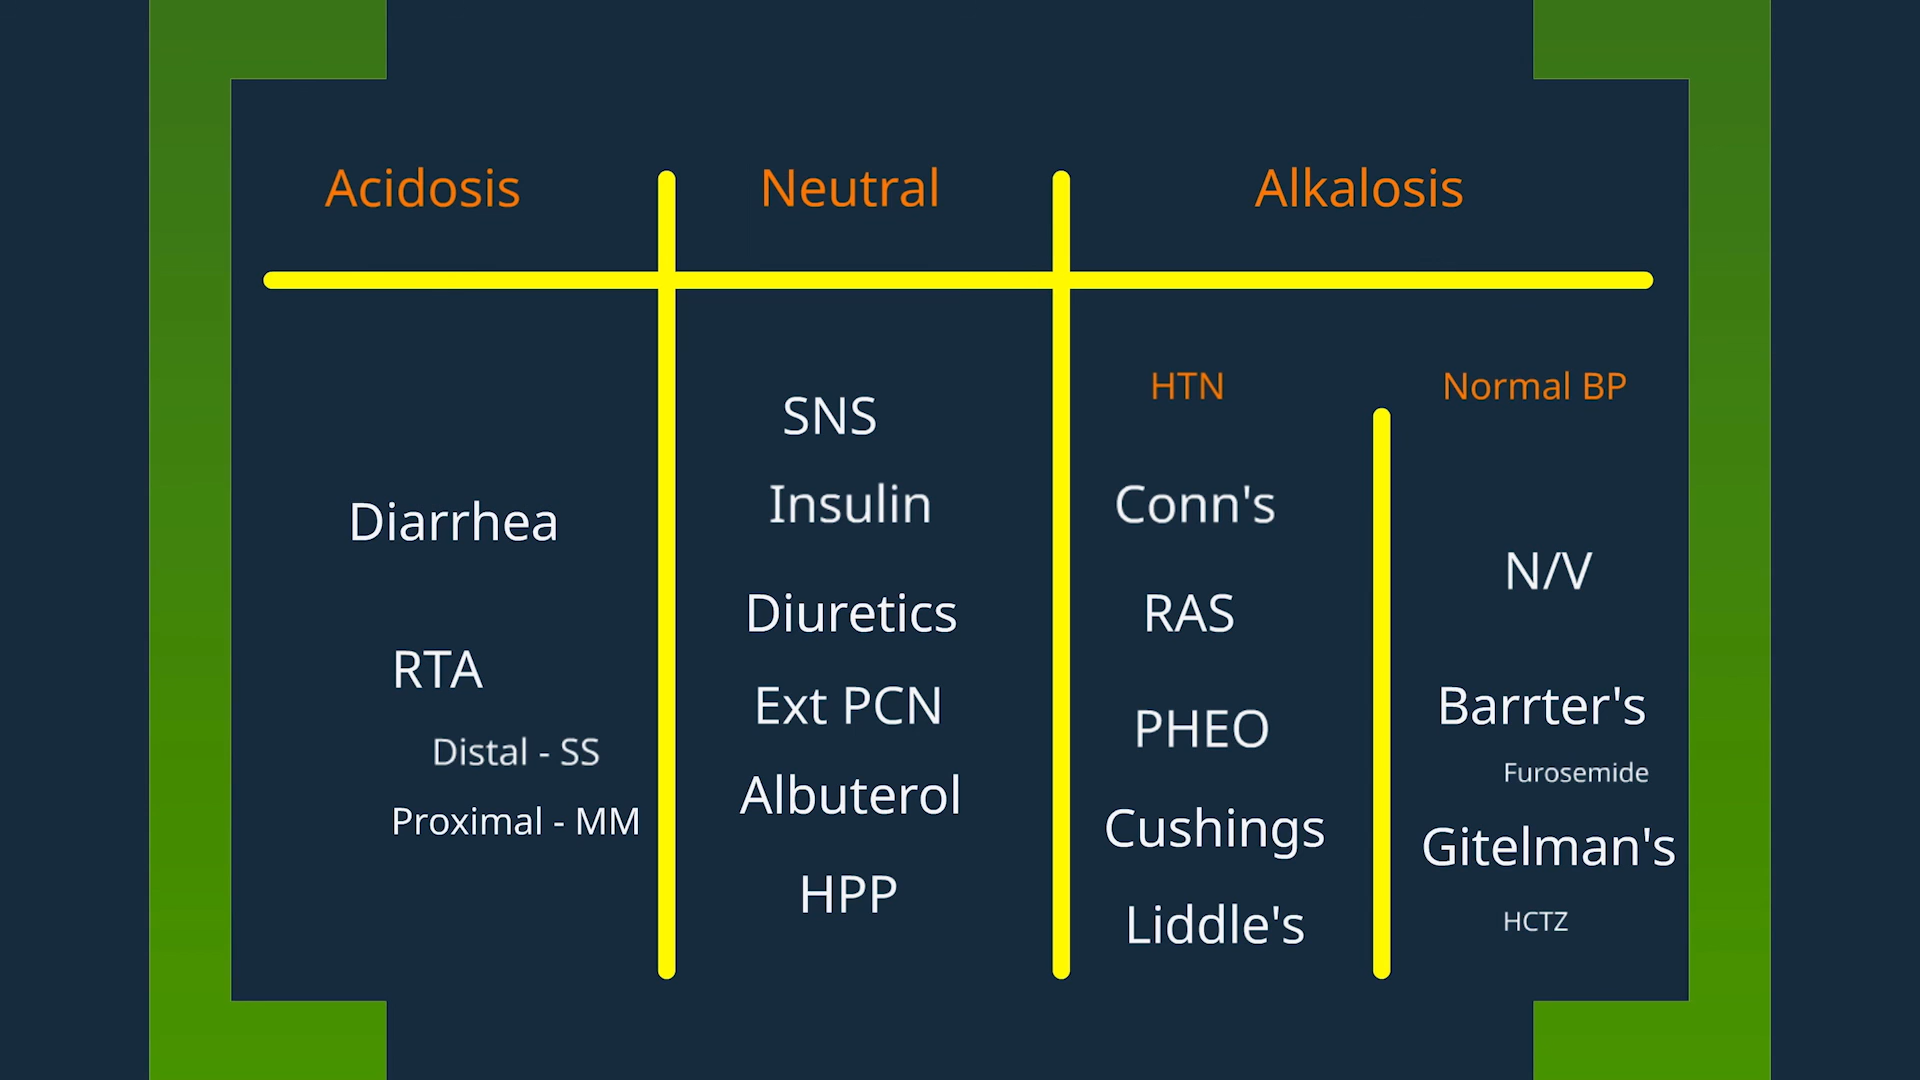 Acidosis
Neutral
Alkalosis
Diarrhea
RTA
Distal - SS
Proximal - MM
SNS
Insulin
Diuretics
Ext PCN
Albuterol
HPP
HTN
Conn's
RAS
PHEO
Cushings
Liddle's
Normal BP
N/V
Barrter's
Furosemide
Gitelman's
HCTZ